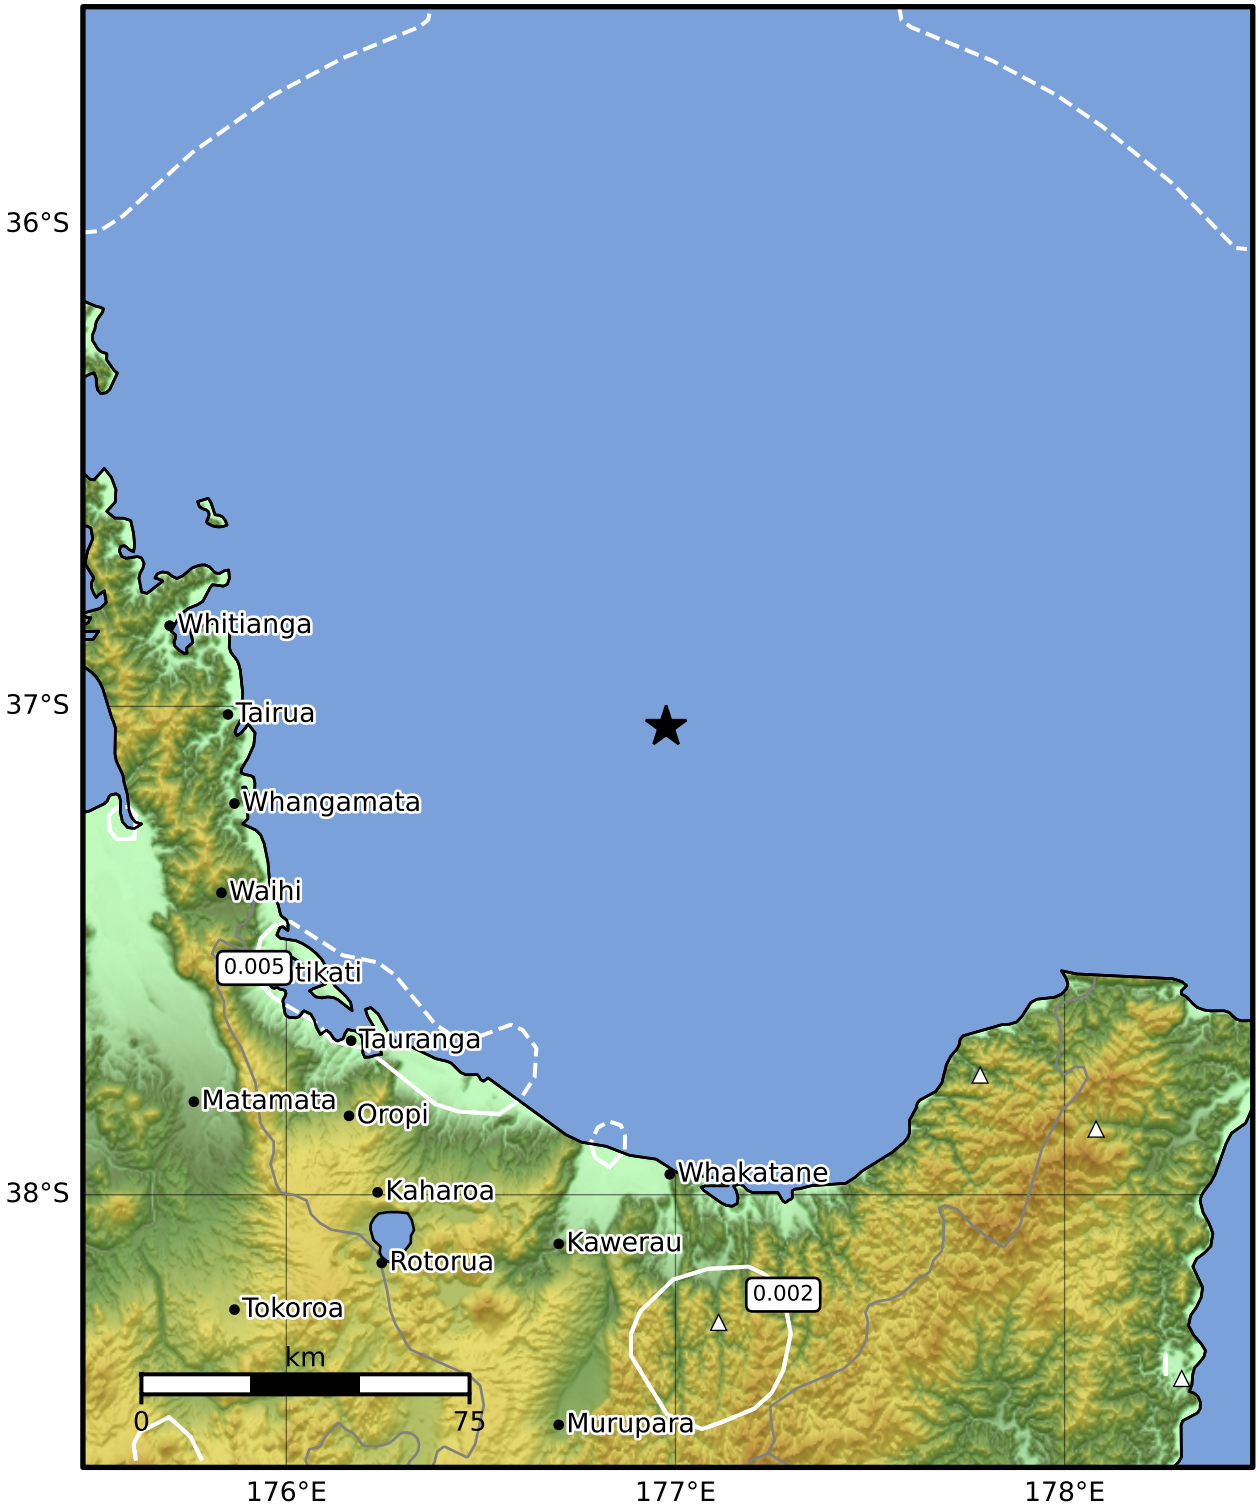 36°S
Whitianga
37°S
Tairua
Whangamata
Waihi
0.005
tikati
Tauranga
Matamata
Oropi
Whakatane
38°S
Kaharoa
Kawerau
Rotorua
0.002
Tokoroa
km
0
75
Murupara
176°E
177°E
178°E